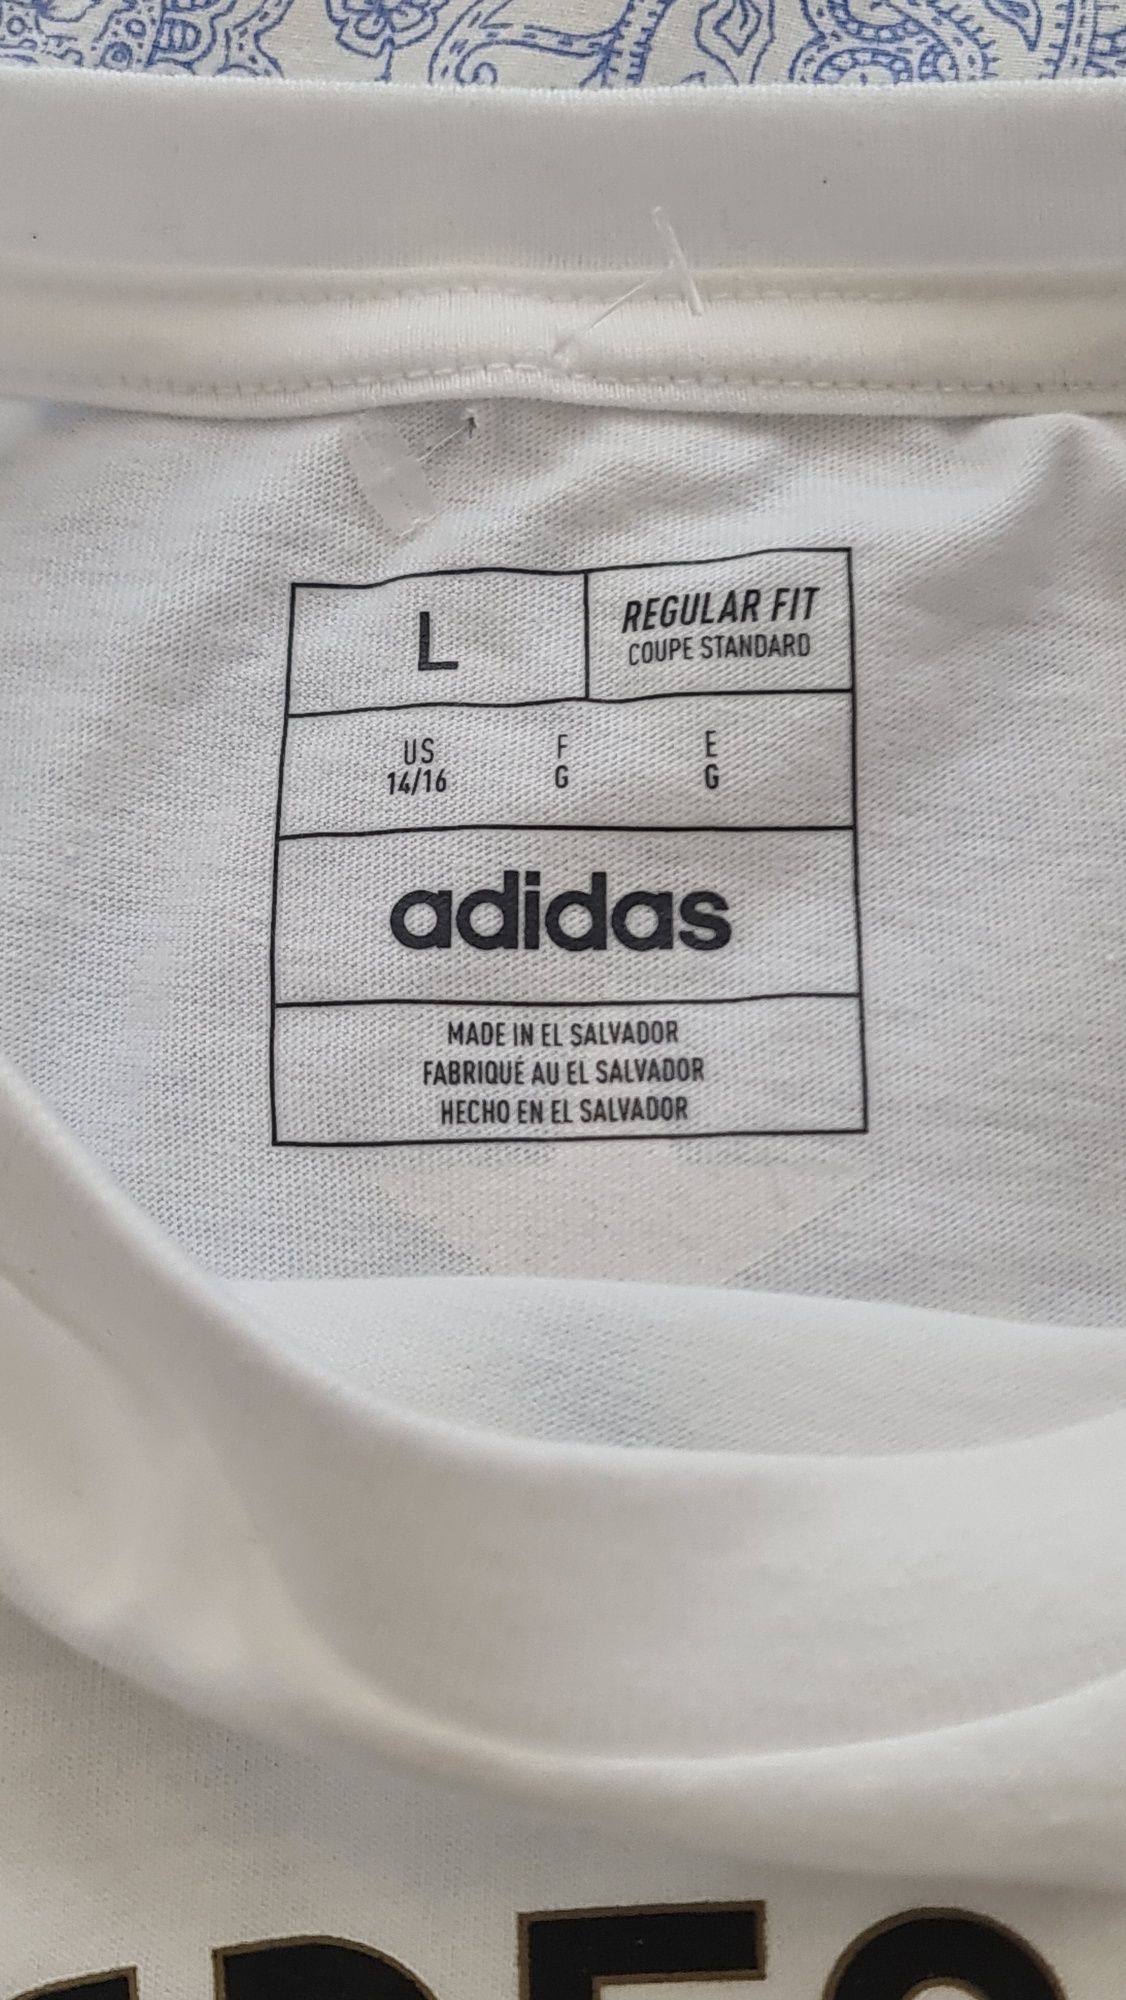 L
REGULAR FIT
COUPE STANDARD
US F E
14/16 G G
adidas
MADE IN EL SALVADOR
FABRIQUÉ AU EL SALVADOR
HECHO EN EL SALVADOR